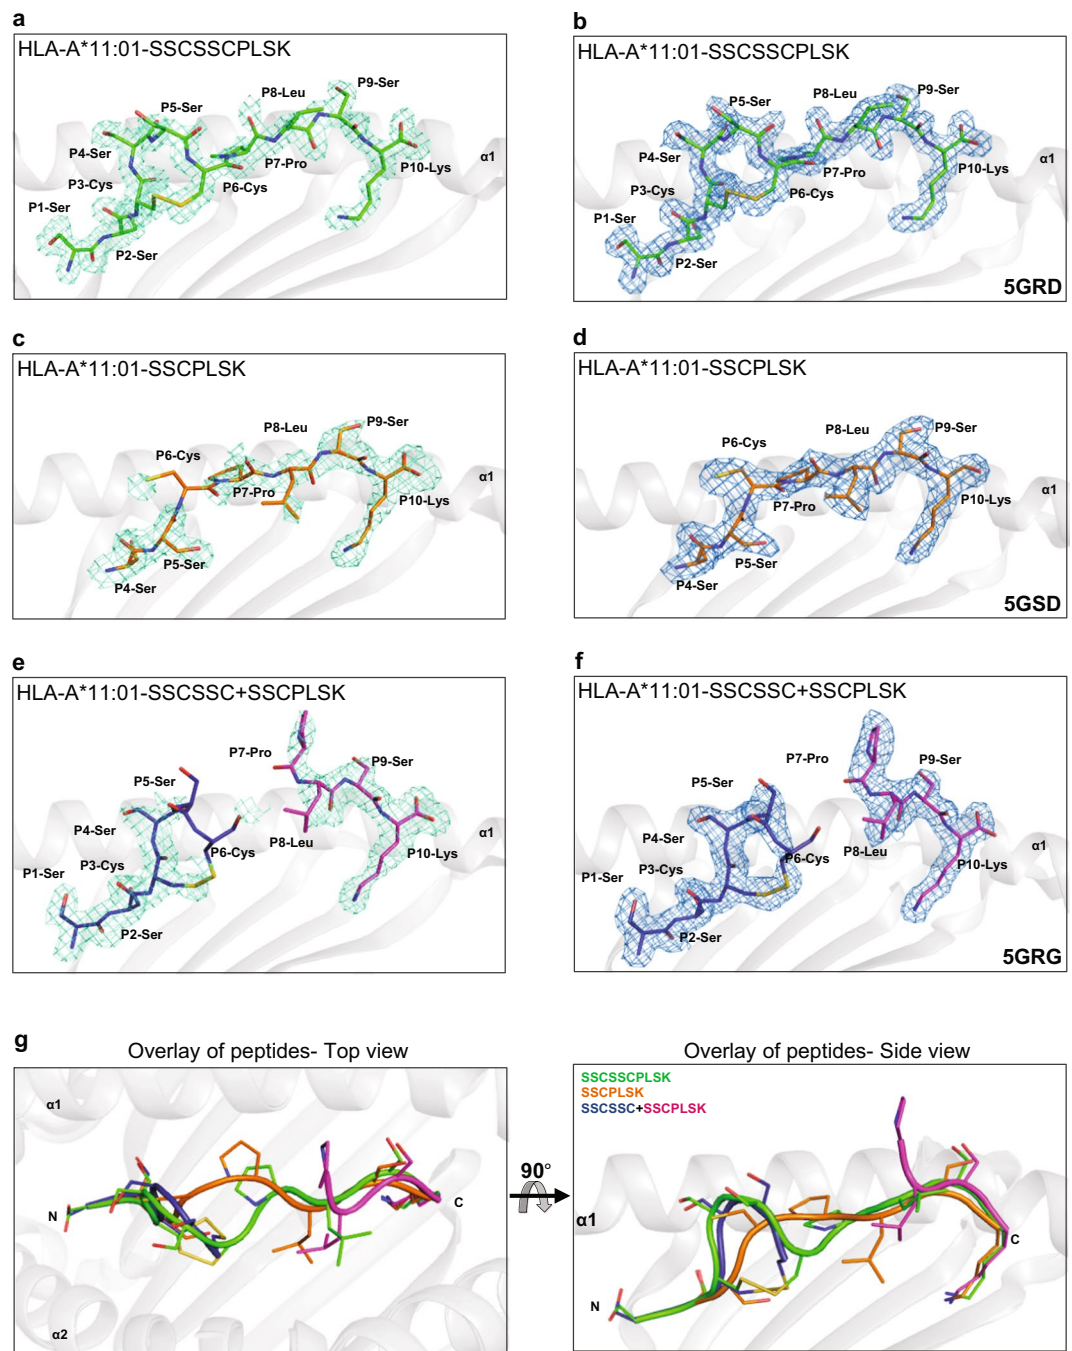 a
HLA-A*11:01-SSCSSCPLSK
P9-Ser
P8-Leu
P5-Ser
P4-Ser
P7-Pro
α1
P10-Lys
P3-Cys
P6-Cys
P1-Ser
P2-Ser
b
HLA-A*11:01-SSCSSCPLSK
P9-Ser
P8-Leu
P5-Ser
P4-Ser
α1
P7-Pro
P10-Lys
P3-Cys
P6-Cys
P1-Ser
P2-Ser
5GRD
c
HLA-A*11:01-SSCPLSK
P9-Ser
P8-Leu
P6-Cys
α1
P7-Pro
P10-Lys
P5-Ser
P4-Ser
d
HLA-A*11:01-SSCPLSK
P8-Leu
P9-Ser
P6-Cys
α1
P10-Lys
P7-Pro
P5-Ser
P4-Ser
5GSD
e
HLA-A*11:01-SSCSSC+SSCPLSK
P7-Pro
P9-Ser
P5-Ser
P4-Ser
α1
P8-Leu
P6-Cys
P10-Lys
P3-Cys
P1-Ser
P2-Ser
f
HLA-A*11:01-SSCSSC+SSCPLSK
P7-Pro
P9-Ser
P5-Ser
P4-Ser
α1
P8-Leu
P6-Cys
P10-Lys
P3-Cys
P1-Ser
P2-Ser
5GRG
g
Overlay of peptides- Top view
α1
N
C
α2
90°
Overlay of peptides- Side view
SSCSSCPLSK
SSCPLSK
SSCSSC+SSCPLSK
α1
C
N